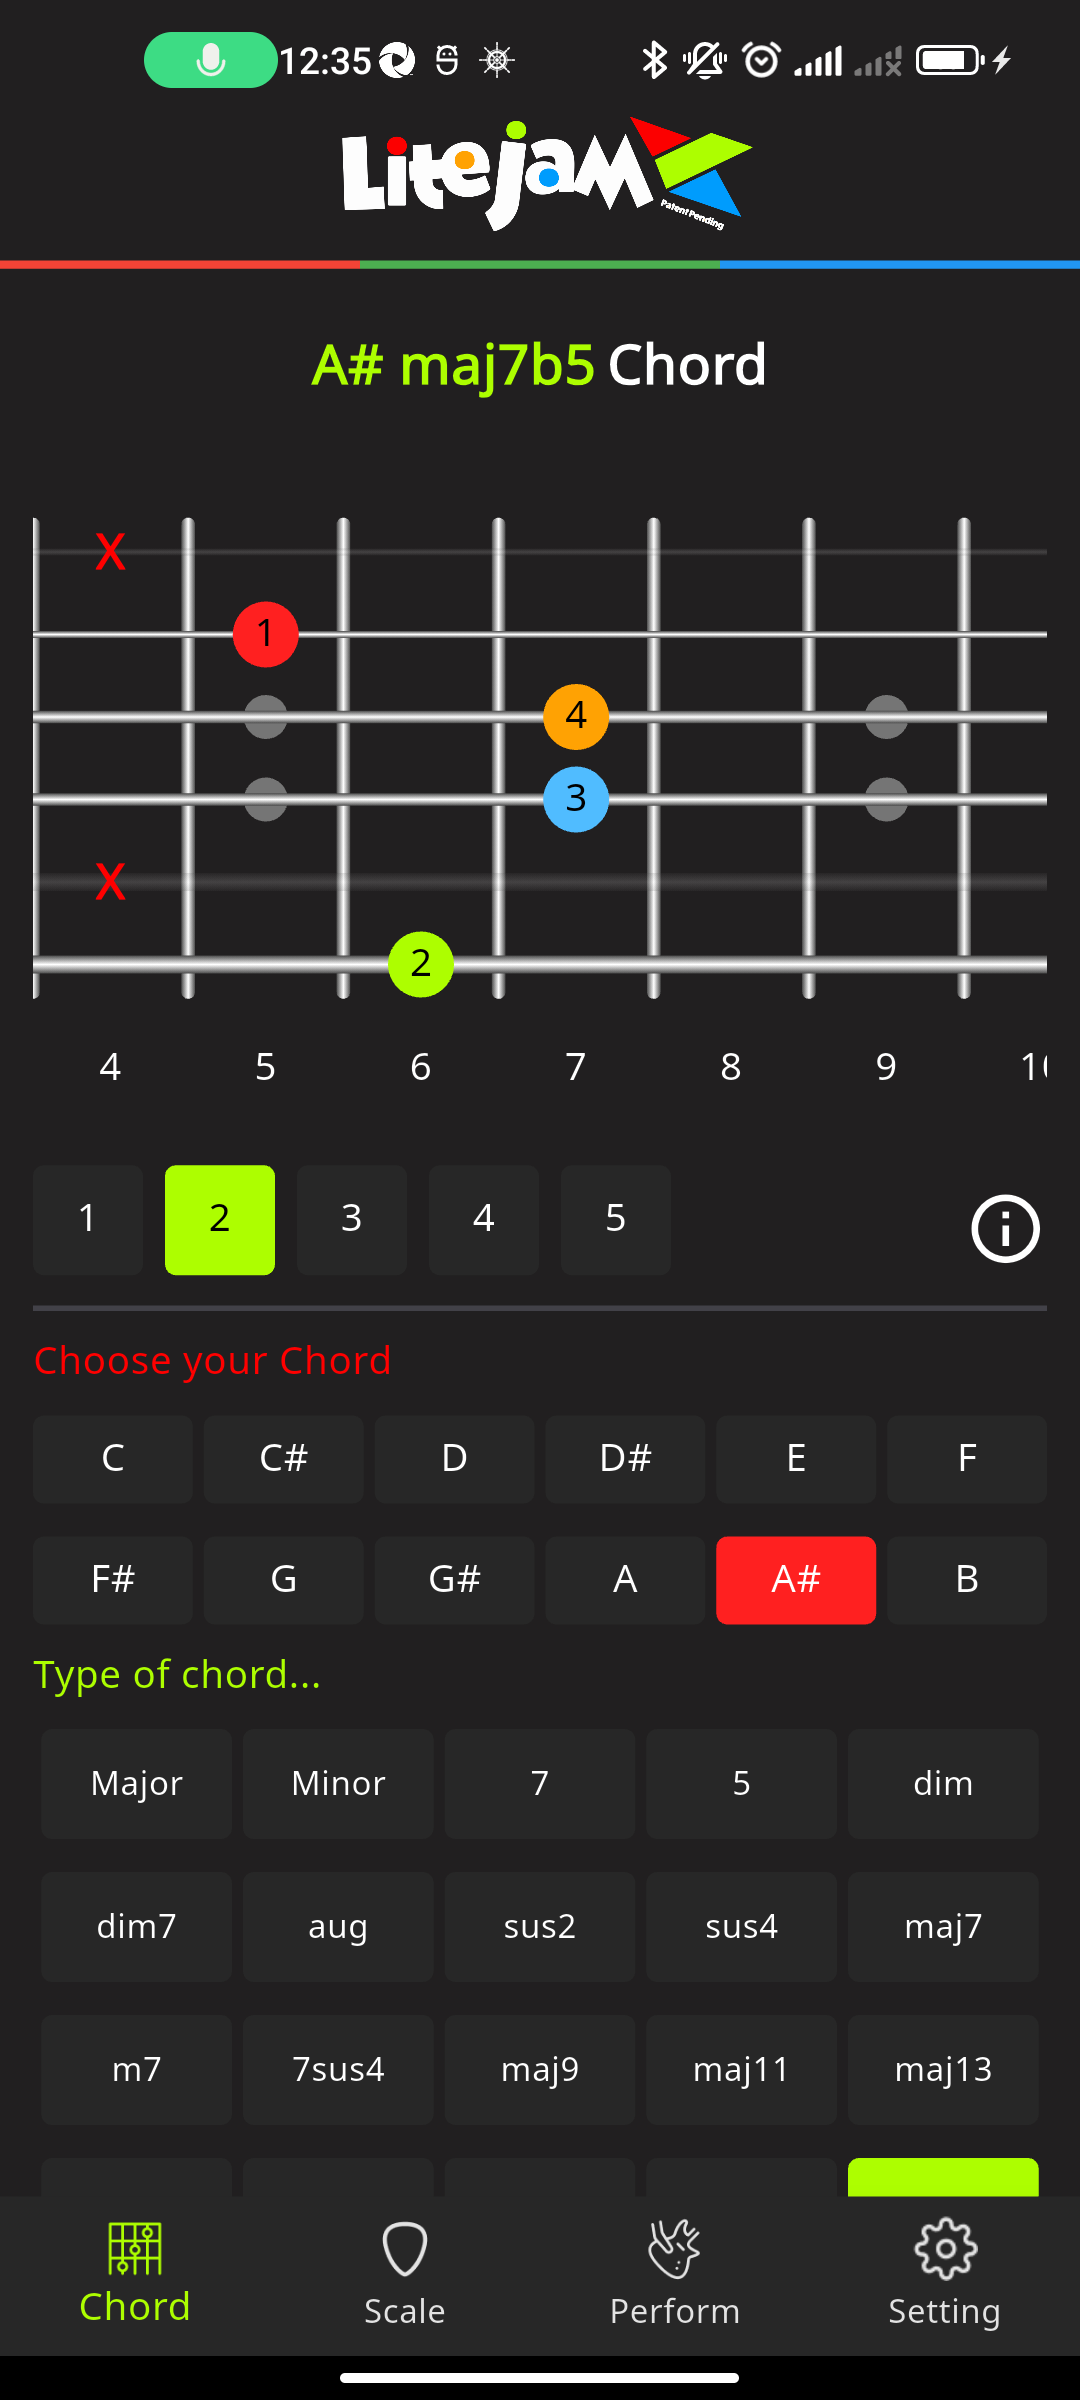 12:35
LiteJam
Patent Pending
A# maj7b5 Chord
X
1
4
3
X
2
4 5 6 7 8 9
1 2 3 4 5
Choose your Chord
C C# D D# E F
F# G G# A A# B
Type of chord...
Major Minor 7 5 dim
dim7 aug sus2 sus4 maj7
m7 7sus4 maj9 maj11 maj13
Chord Scale Perform Setting